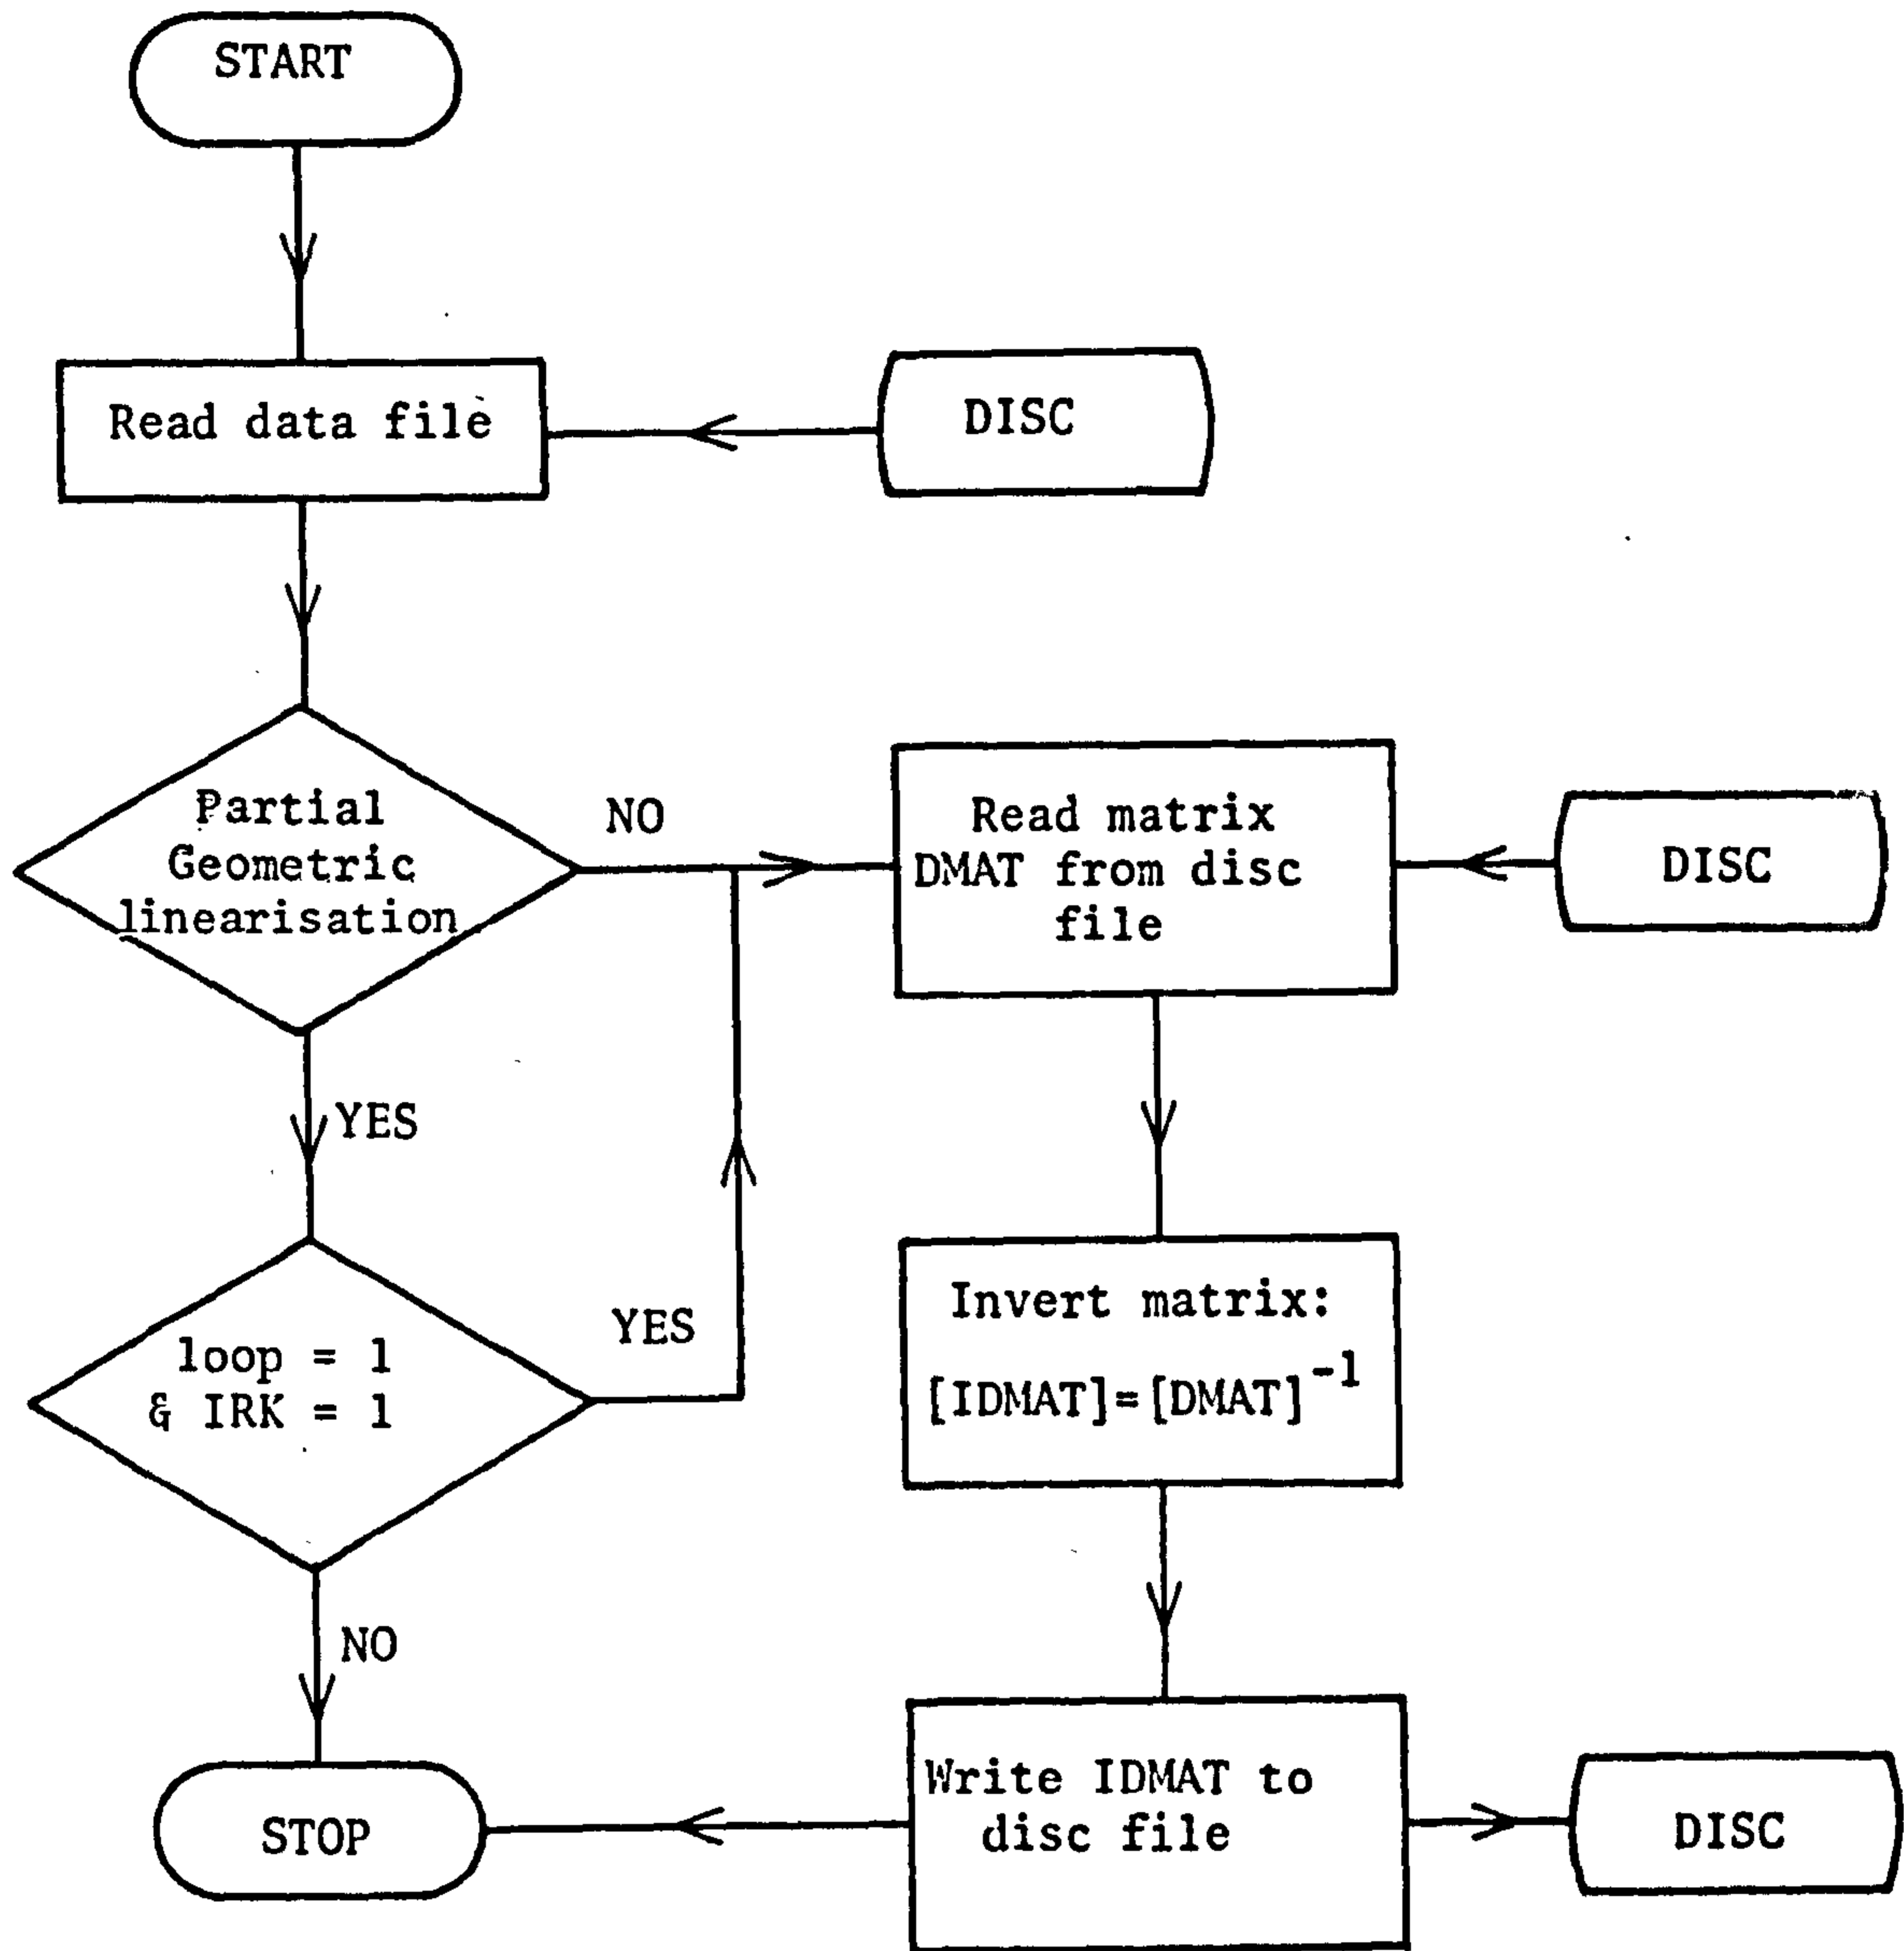 START
Read data file
DISC
Partial
Geometric
linearisation
NO
Read matrix
DMAT from disc
file
DISC
YES
loop = 1
& IRK = 1
YES
Invert matrix:
[IDMAT]=[DMAT]⁻¹
NO
STOP
Write IDMAT to
disc file
DISC